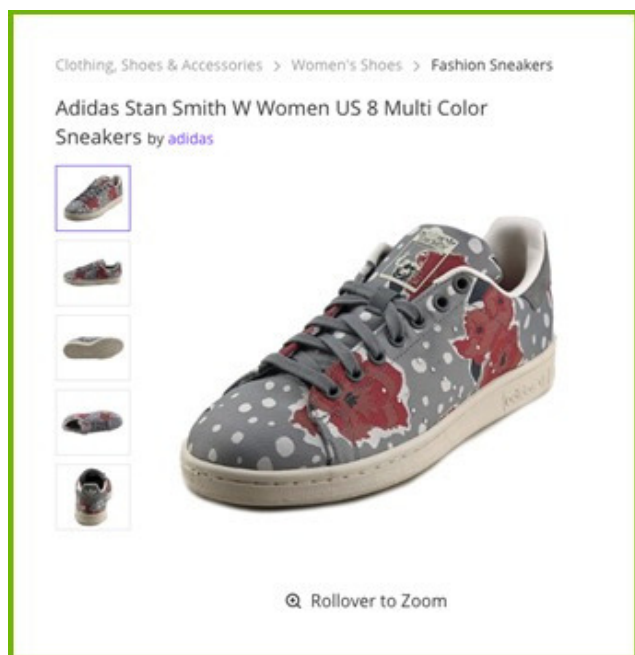 Clothing, Shoes & Accessories > Women's Shoes > Fashion Sneakers
Adidas Stan Smith W Women US 8 Multi Color
Sneakers by adidas
Rollover to Zoom